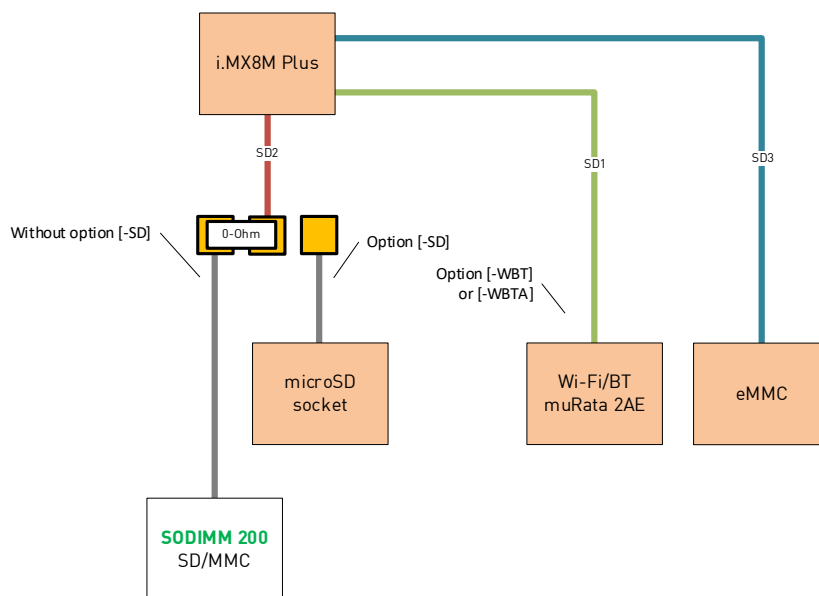 i.MX8M Plus
SD2
SD1
SD3
Without option [-SD]
0-Ohm
Option [-SD]
Option [-WBT]
or [-WBTA]
microSD
socket
Wi-Fi/BT
muRata 2AE
eMMC
SODIMM 200
SD/MMC